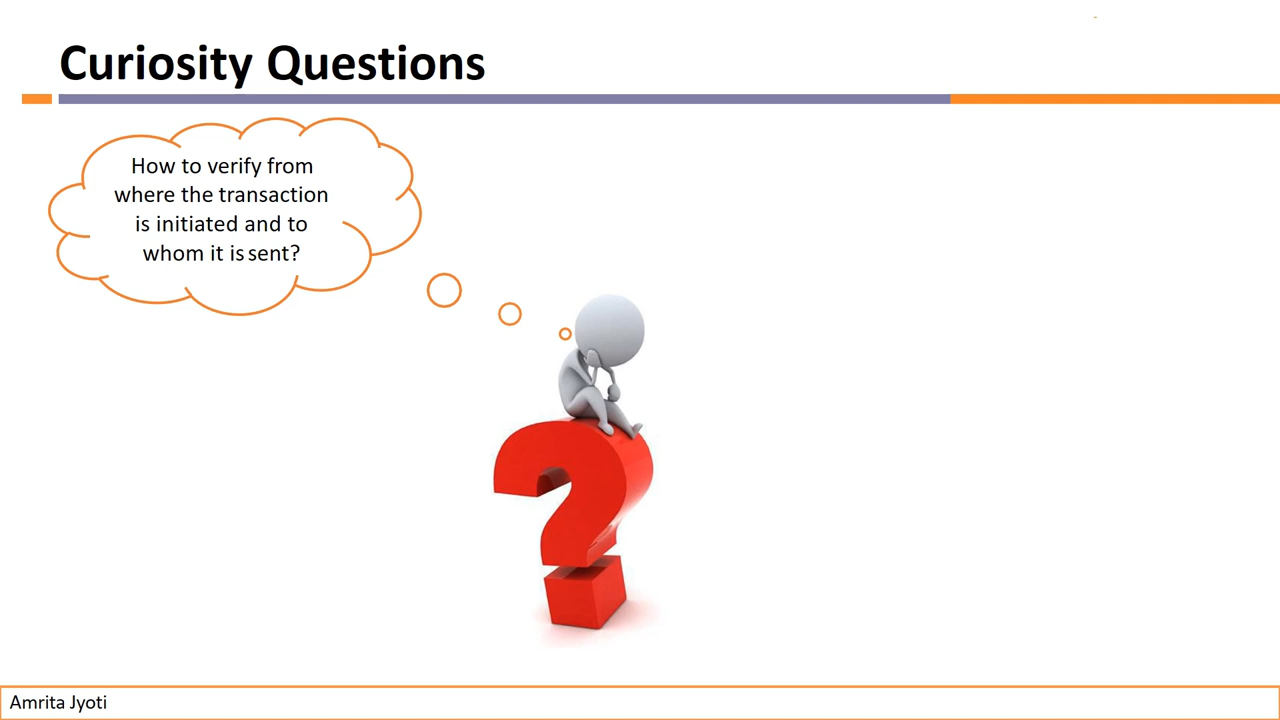 Curiosity Questions
How to verify from
where the transaction
is initiated and to
whom it is sent?
Amrita Jyoti